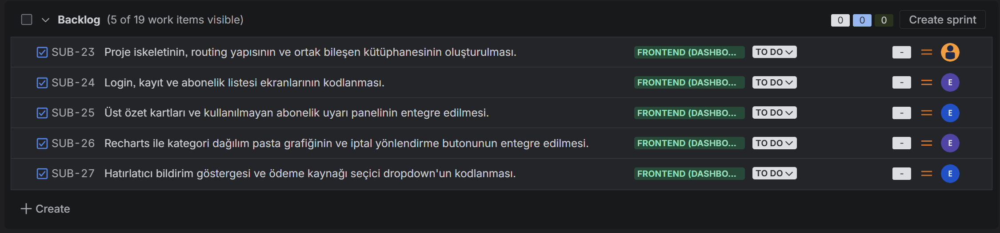 Backlog (5 of 19 work items visible) 0 0 0 Create sprint
SUB-23 Proje iskeletinin, routing yapısının ve ortak bileşen kütüphanesinin oluşturulması. FRONTEND (DASHBO... TO DO -
SUB-24 Login, kayıt ve abonelik listesi ekranlarının kodlanması. FRONTEND (DASHBO... TO DO - E
SUB-25 Üst özet kartları ve kullanılmayan abonelik uyarı panelinin entegre edilmesi. FRONTEND (DASHBO... TO DO - E
SUB-26 Recharts ile kategori dağılım pasta grafiğinin ve iptal yönlendirme butonunun entegre edilmesi. FRONTEND (DASHBO... TO DO - E
SUB-27 Hatırlatıcı bildirim göstergesi ve ödeme kaynağı seçici dropdown'un kodlanması. FRONTEND (DASHBO... TO DO - E
Create